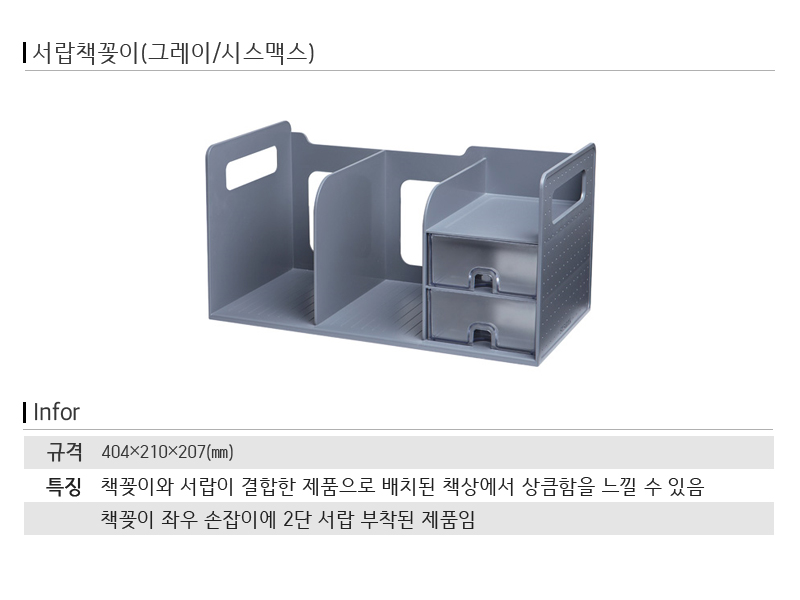 서랍책꽂이(그레이/시스맥스)
Infor
규격 404×210×207(㎜)
특징 책꽂이와 서랍이 결합한 제품으로 배치된 책상에서 상큼함을 느낄 수 있음
책꽂이 좌우 손잡이에 2단 서랍 부착된 제품임